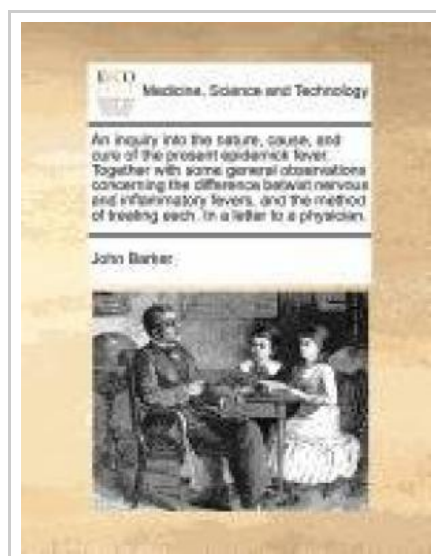 ECCO
Medicine, Science and Technology
An inquiry into the nature, cause, and
cure of the present epidemick fever.
Together with some general observations
concerning the difference betwixt nervous
and inflammatory fevers, and the method
of treating each. In a letter to a physician.
John Barker